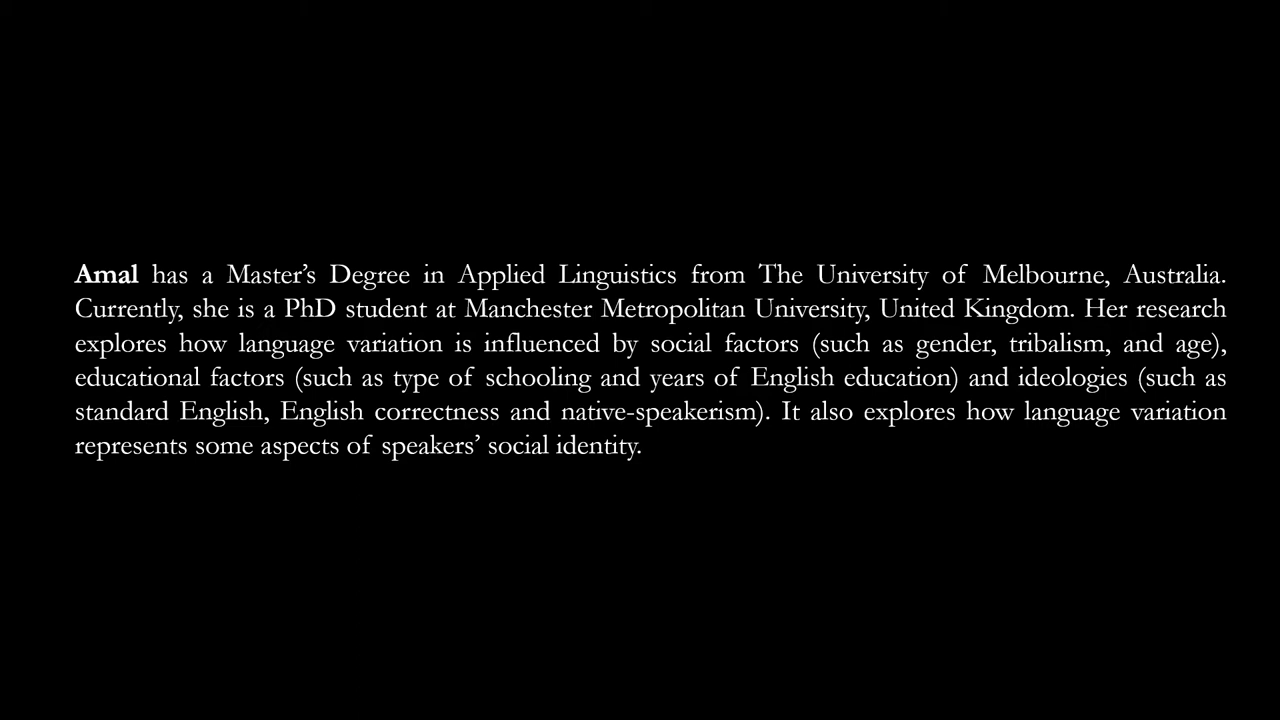 Amal has a Master’s Degree in Applied Linguistics from The University of Melbourne, Australia.
Currently, she is a PhD student at Manchester Metropolitan University, United Kingdom. Her research
explores how language variation is influenced by social factors (such as gender, tribalism, and age),
educational factors (such as type of schooling and years of English education) and ideologies (such as
standard English, English correctness and native-speakerism). It also explores how language variation
represents some aspects of speakers’ social identity.